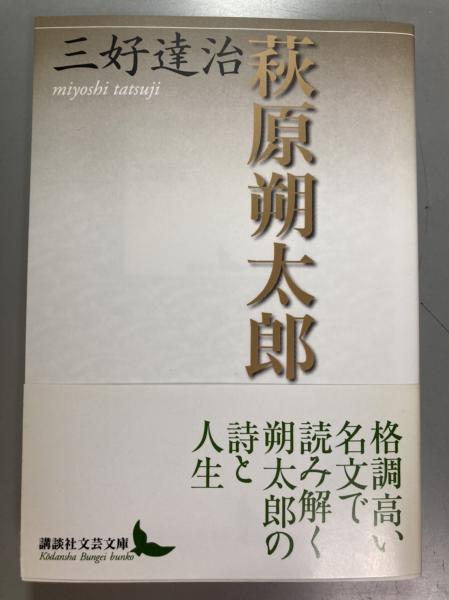 三好達治
miyoshi tatsuji
萩原朔太郎
格調高い、
名文で
読み解く
朔太郎の
詩と
人生
講談社文芸文庫
Kōdansha Bungei bunko